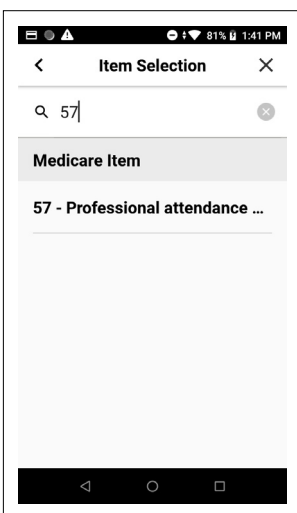 81% 1:41 PM
Item Selection
57
Medicare Item
57 - Professional attendance ...